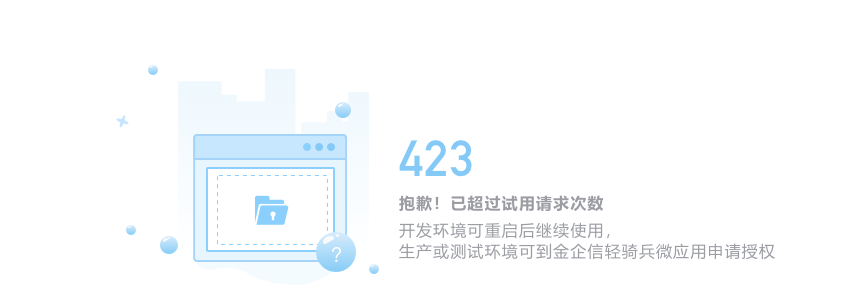 423
抱歉！已超过试用请求次数
开发环境可重启后继续使用，
生产或测试环境可到金企信轻骑兵微应用申请授权
?